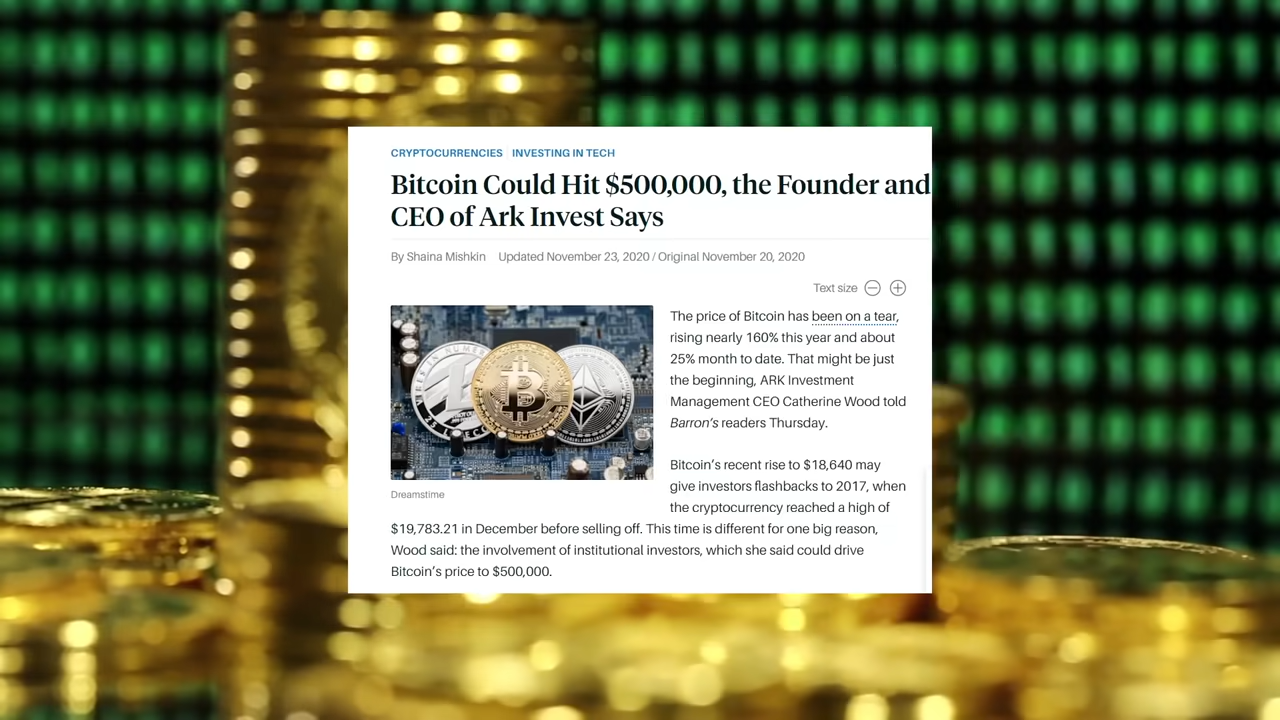 CRYPTOCURRENCIES INVESTING IN TECH
Bitcoin Could Hit $500,000, the Founder and
CEO of Ark Invest Says
By Shaina Mishkin Updated November 23, 2020 / Original November 20, 2020
Text size
The price of Bitcoin has been on a tear,
rising nearly 160% this year and about
25% month to date. That might be just
the beginning, ARK Investment
Management CEO Catherine Wood told
Barron's readers Thursday.
Bitcoin's recent rise to $18,640 may
give investors flashbacks to 2017, when
the cryptocurrency reached a high of
Dreamstime
$19,783.21 in December before selling off. This time is different for one big reason,
Wood said: the involvement of institutional investors, which she said could drive
Bitcoin's price to $500,000.